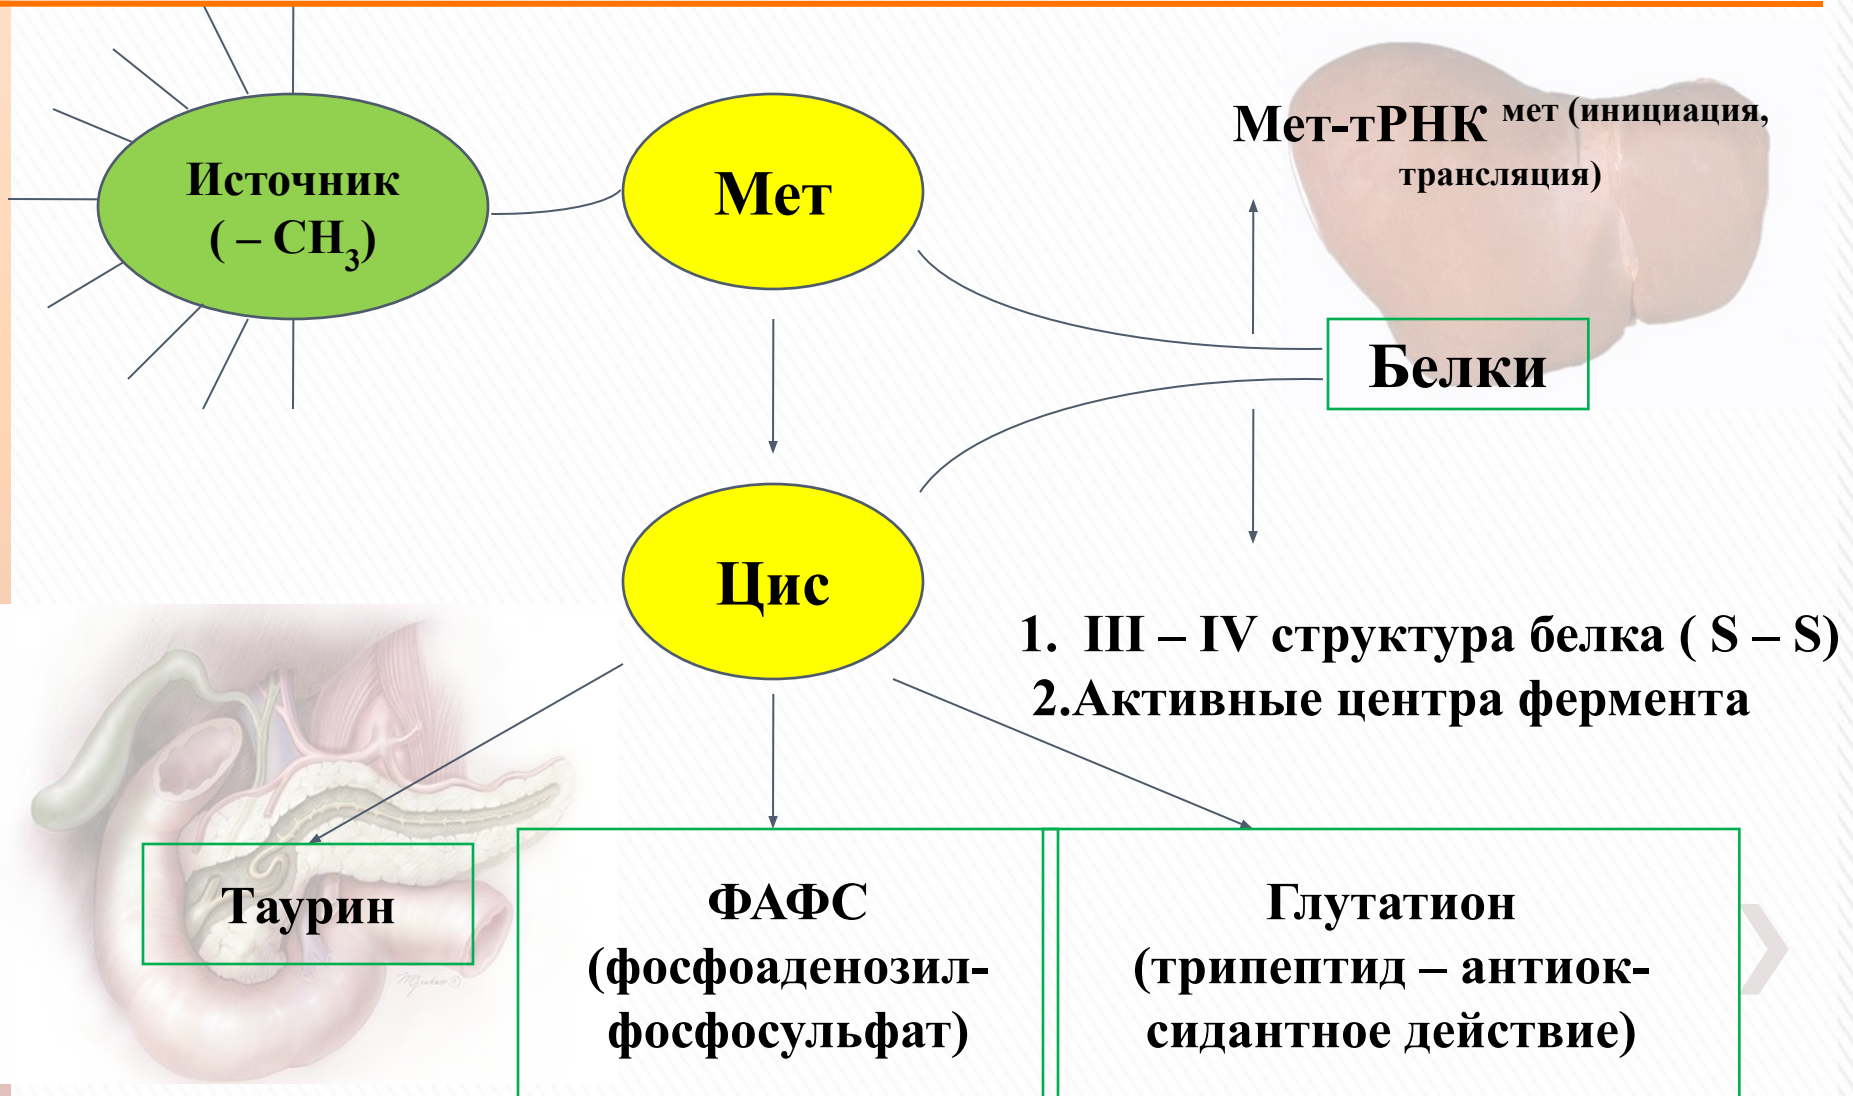 Источник
( – CH₃)
Мет
Мет-тРНК мет (инициация,
трансляция)
Белки
Цис
1. III – IV структура белка ( S – S)
2.Активные центра фермента
Таурин
ФАФС
(фосфоаденозил-
фосфосульфат)
Глутатион
(трипептид – антиок-
сидантное действие)